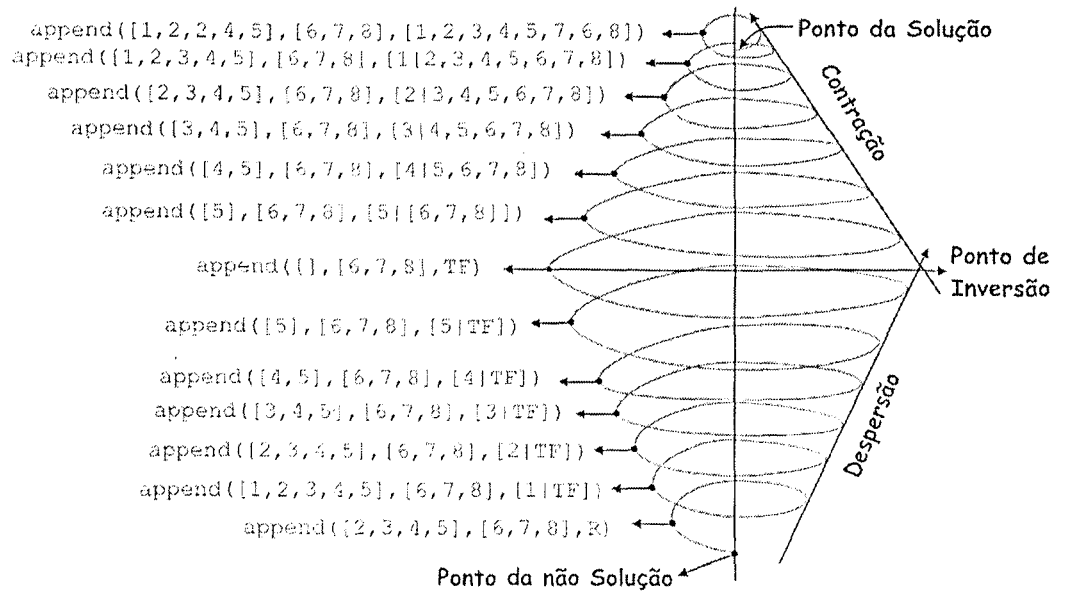 append([1,2,2,4,5],[6,7,8],[1,2,3,4,5,7,6,8])
Ponto da Solução
append([1,2,3,4,5],[6,7,8],[1|2,3,4,5,6,7,8])
append([2,3,4,5],[6,7,8],[2|3,4,5,6,7,8])
Contração
append([3,4,5],[6,7,8],[3|4,5,6,7,8])
append([4,5],[6,7,8],[4|5,6,7,8])
append([5],[6,7,8],[5|[6,7,8]])
append([],[6,7,8],TF)
Ponto de
Inversão
append([5],[6,7,8],[5|TF])
append([4,5],[6,7,8],[4|TF])
append([3,4,5],[6,7,8],[3|TF])
Despersão
append([2,3,4,5],[6,7,8],[2|TF])
append([1,2,3,4,5],[6,7,8],[1|TF])
append([2,3,4,5],[6,7,8],R)
Ponto da não Solução